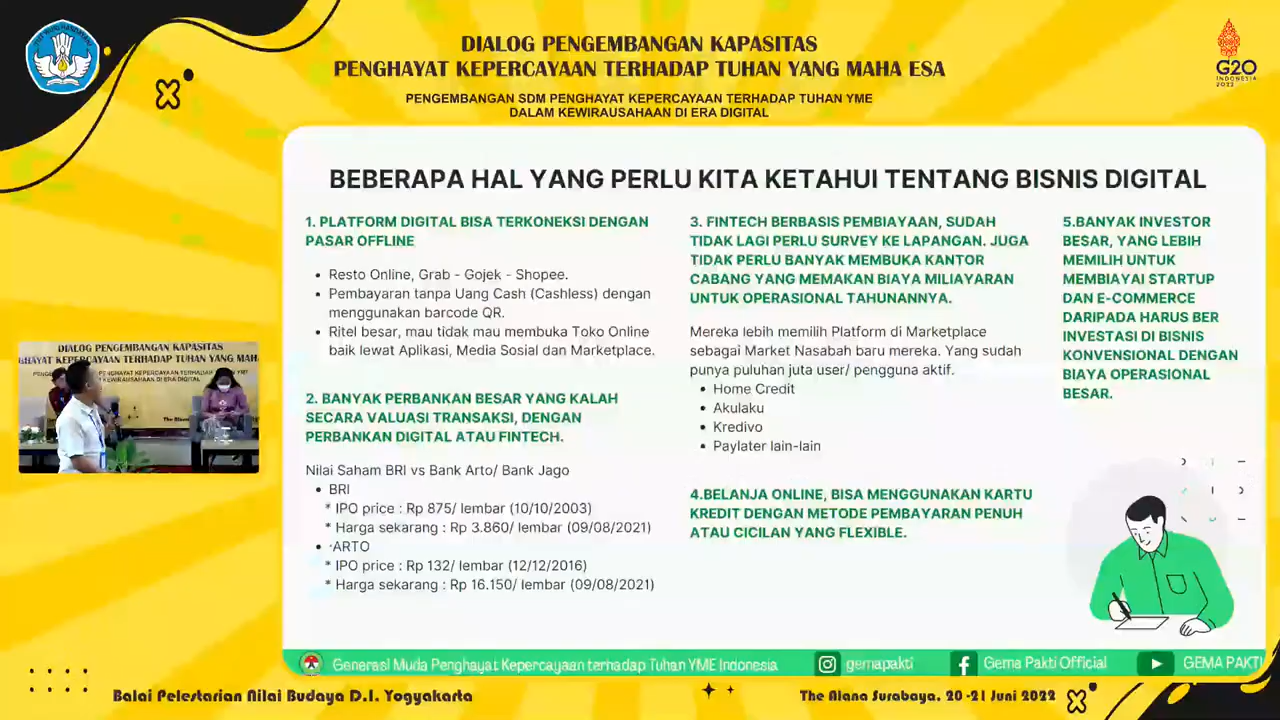 DIALOG PENGEMBANGAN KAPASITAS
PENGHAYAT KEPERCAYAAN TERHADAP TUHAN YANG MAHA ESA
PENGEMBANGAN SDM PENGHAYAT KEPERCAYAAN TERHADAP TUHAN YME
DALAM KEWIRAUSAHAAN DI ERA DIGITAL
G20
INDONESIA
2022
BEBERAPA HAL YANG PERLU KITA KETAHUI TENTANG BISNIS DIGITAL
1. PLATFORM DIGITAL BISA TERKONEKSI DENGAN
PASAR OFFLINE
• Resto Online, Grab - Gojek - Shopee.
• Pembayaran tanpa Uang Cash (Cashless) dengan
menggunakan barcode QR.
• Ritel besar, mau tidak mau membuka Toko Online
baik lewat Aplikasi, Media Sosial dan Marketplace.
2. BANYAK PERBANKAN BESAR YANG KALAH
SECARA VALUASI TRANSAKSI, DENGAN
PERBANKAN DIGITAL ATAU FINTECH.
Nilai Saham BRI vs Bank Arto/ Bank Jago
• BRI
* IPO price : Rp 875/ lembar (10/10/2003)
* Harga sekarang : Rp 3.860/ lembar (09/08/2021)
• ·ARTO
* IPO price : Rp 132/ lembar (12/12/2016)
* Harga sekarang : Rp 16.150/ lembar (09/08/2021)
3. FINTECH BERBASIS PEMBIAYAAN, SUDAH
TIDAK LAGI PERLU SURVEY KE LAPANGAN. JUGA
TIDAK PERLU BANYAK MEMBUKA KANTOR
CABANG YANG MEMAKAN BIAYA MILIAYARAN
UNTUK OPERASIONAL TAHUNANNYA.
Mereka lebih memilih Platform di Marketplace
sebagai Market Nasabah baru mereka. Yang sudah
punya puluhan juta user/ pengguna aktif.
• Home Credit
• Akulaku
• Kredivo
• Paylater lain-lain
4.BELANJA ONLINE, BISA MENGGUNAKAN KARTU
KREDIT DENGAN METODE PEMBAYARAN PENUH
ATAU CICILAN YANG FLEXIBLE.
5.BANYAK INVESTOR
BESAR, YANG LEBIH
MEMILIH UNTUK
MEMBIAYAI STARTUP
DAN E-COMMERCE
DARIPADA HARUS BER
INVESTASI DI BISNIS
KONVENSIONAL DENGAN
BIAYA OPERASIONAL
BESAR.
DIALOG PENGEMBANGAN KAPASITAS
GHAYAT KEPERCAYAAN TERHADAP TUHAN YANG MAH
The Alana
Generasi Muda Penghayat Kepercayaan terhadap Tuhan YME Indonesia
gemapakti
Gema Pakti Official
GEMA PAKTI
Balai Pelestarian Nilai Budaya D.I. Yogyakarta
The Alana Surabaya, 20 -21 Juni 2022